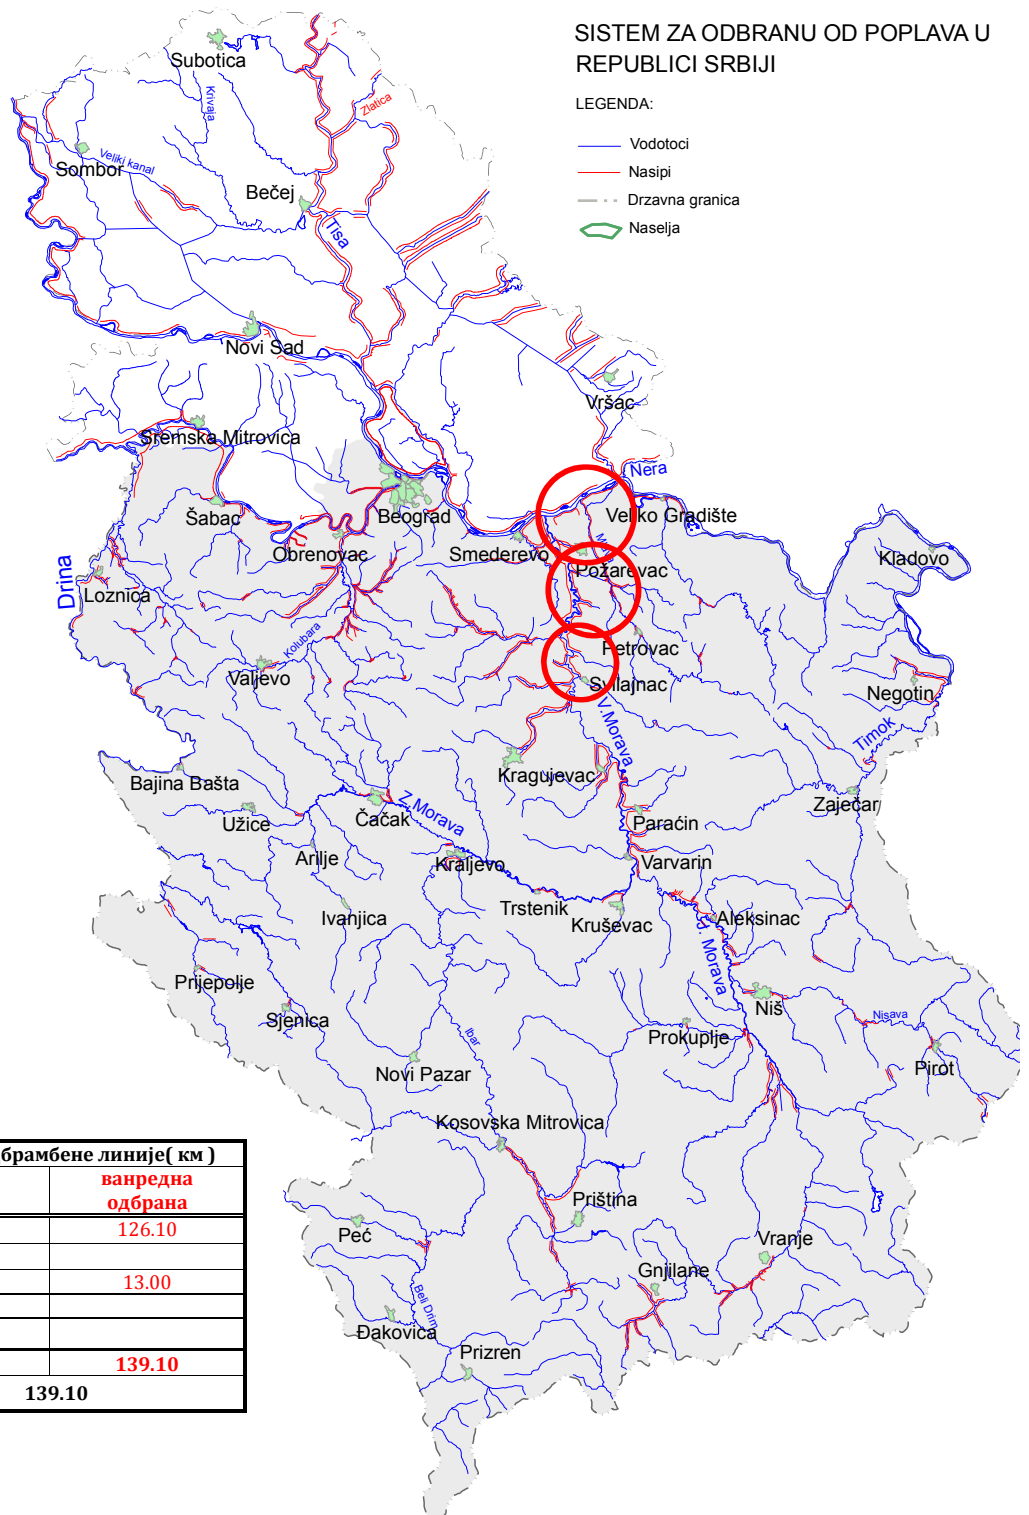 SISTEM ZA ODBRANU OD POPLAVA U
REPUBLICI SRBIJI
LEGENDA:
Vodotoci
Nasipi
Drzavna granica
Naselja
Subotica
Krivaja
Zlatica
Sombor
Veliki kanal
Bečej
Tisa
Novi Sad
Vršac
Sremska Mitrovica
Nera
Šabac
Beograd
Veliko Gradište
Obrenovac
Smederevo
Kladovo
Drina
Loznica
Požarevac
Kolubara
Petrovac
Valjevo
Svilajnac
Negotin
V.Morava
Timok
Bajina Bašta
Kragujevac
Užice
Čačak
Z.Morava
Zaječar
Paraćin
Arilje
Kraljevo
Varvarin
Ivanjica
Trstenik
Kruševac
Aleksinac
J. Morava
Prijepolje
Sjenica
Niš
Nisava
Ibar
Prokuplje
Novi Pazar
Pirot
Kosovska Mitrovica
брамбене линије( км )
ванредна
одбрана
126.10
13.00
139.10
139.10
Priština
Peć
Vranje
Gnjilane
Beli Drim
Đakovica
Prizren